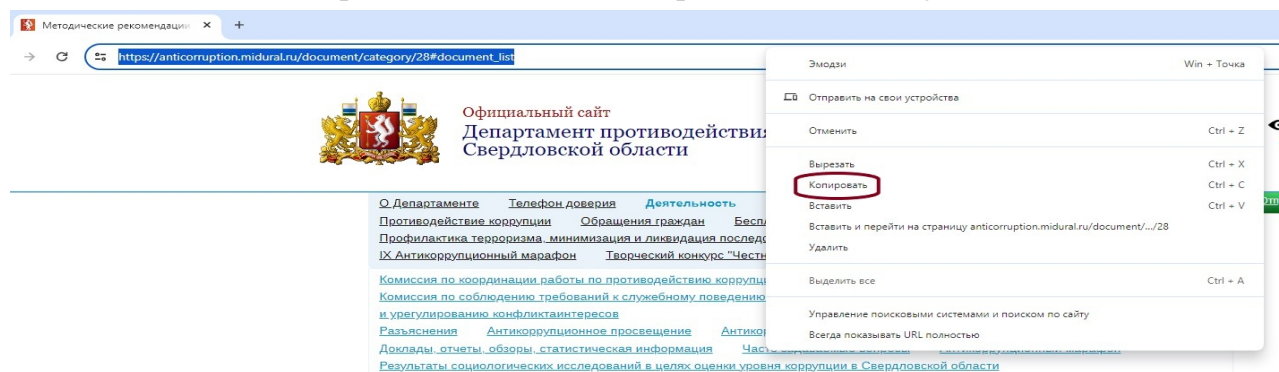 Методические рекомендации
https://anticorruption.midural.ru/document/category/28#document_list
Официальный сайт
Департамент противодействия
Свердловской области
О Департаменте Телефон доверия Деятельность
Противодействие коррупции Обращения граждан
Профилактика терроризма, минимизация и ликвидация
IX Антикоррупционный марафон Творческий конкурс
Комиссия по координации работы по противодействию
Комиссия по соблюдению требований к служебному поведению
и урегулированию конфликтаинтересов
Разъяснения Антикоррупционное просвещение
Доклады, отчеты, обзоры, статистическая информация
Результаты социологических исследований в целях оценки уровня коррупции в Свердловской области
Эмодзи Win + Точка
Отправить на свои устройства
Отменить Ctrl + Z
Вырезать Ctrl + X
Копировать Ctrl + C
Вставить Ctrl + V
Вставить и перейти на страницу anticorruption.midural.ru/document/.../28
Удалить
Выделить все Ctrl + A
Управление поисковыми системами и поиском по сайту
Всегда показывать URL полностью